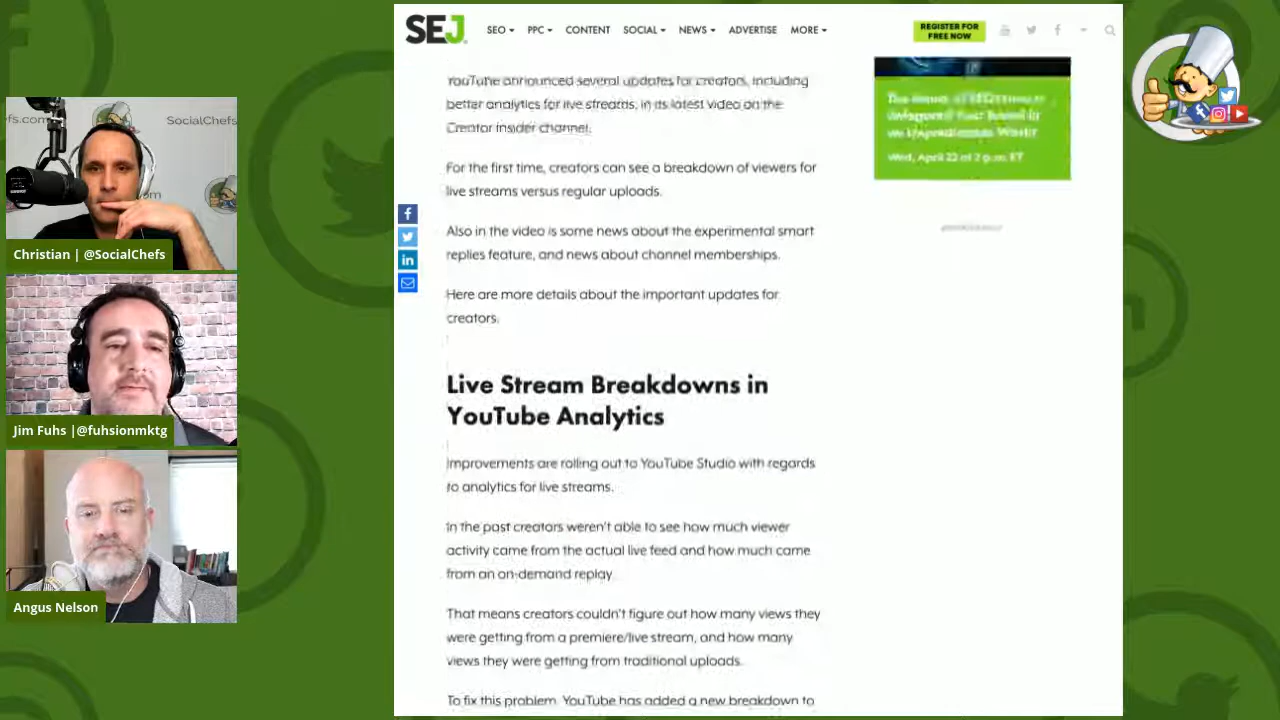 SEJ
SEO
PPC
CONTENT
SOCIAL
NEWS
ADVERTISE
MORE
REGISTER FOR
FREE NOW
YouTube announced several updates for creators, including
better analytics for live streams, in its latest video on the
Creator Insider channel.
For the first time, creators can see a breakdown of viewers for
live streams versus regular uploads.
Also in the video is some news about the experimental smart
replies feature, and news about channel memberships.
Here are more details about the important updates for
creators.
Live Stream Breakdowns in
YouTube Analytics
Improvements are rolling out to YouTube Studio with regards
to analytics for live streams.
In the past creators weren't able to see how much viewer
activity came from the actual live feed and how much came
from an on-demand replay
That means creators couldn't figure out how many views they
were getting from a premiere/live stream, and how many
views they were getting from traditional uploads.
To fix this problem, YouTube has added a new breakdown to
Wed, April 22 at 2 p.m. ET
efs.com
SocialChefs
Christian | @SocialChefs
Jim Fuhs |@fuhsionmktg
Angus Nelson